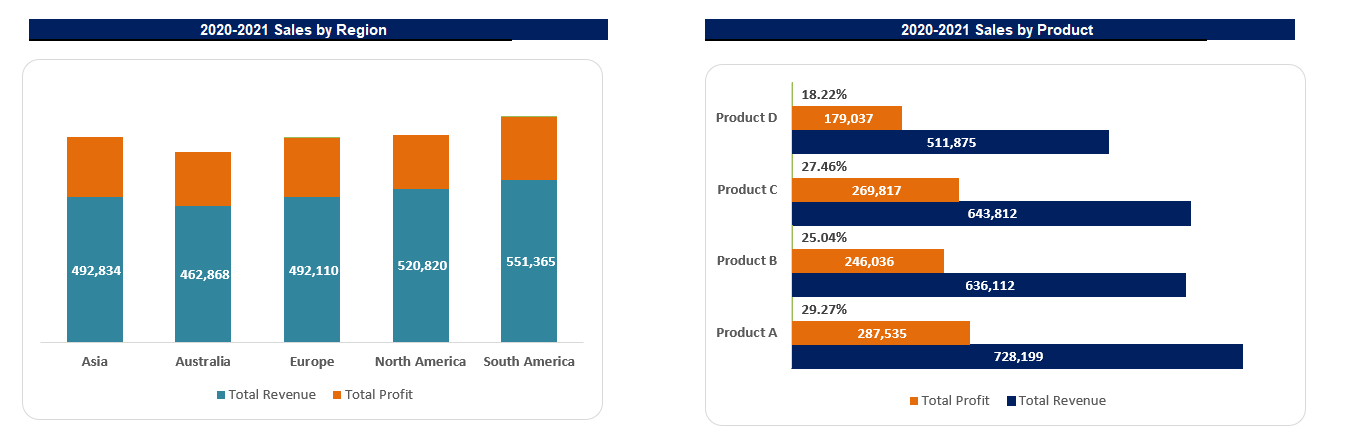 2020-2021 Sales by Region
492,834
462,868
492,110
520,820
551,365
Asia
Australia
Europe
North America
South America
Total Revenue
Total Profit
2020-2021 Sales by Product
18.22%
Product D
179,037
511,875
27.46%
Product C
269,817
643,812
25.04%
Product B
246,036
636,112
29.27%
Product A
287,535
728,199
Total Profit
Total Revenue